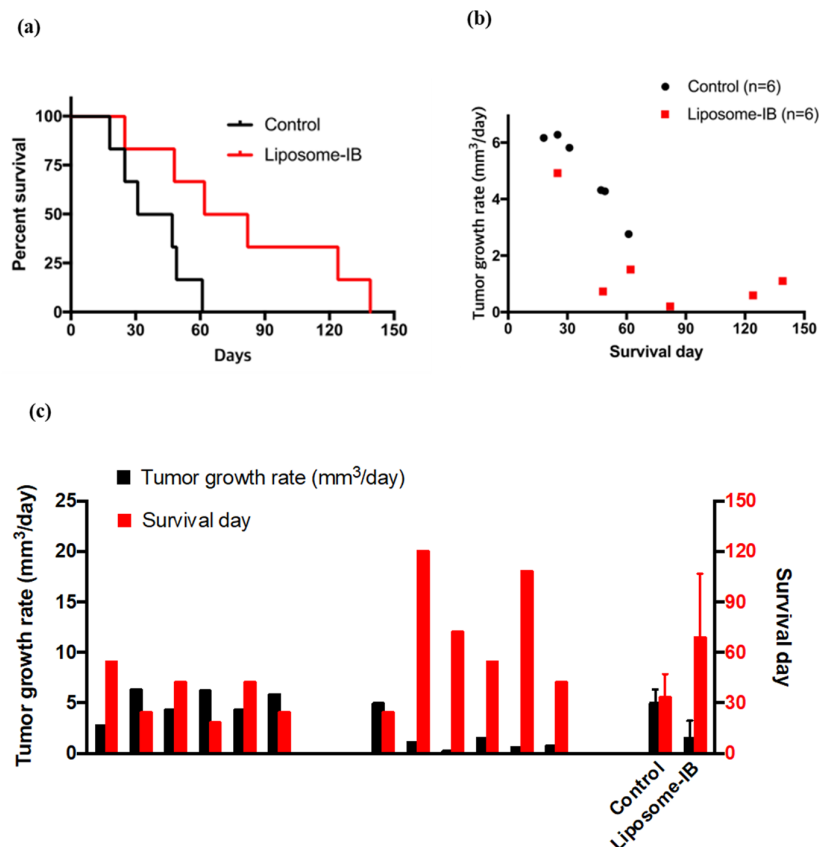 (a)
Percent survival
100
75
50
25
0
0 30 60 90 120 150
Days
Control
Liposome-IB
(b)
Control (n=6)
Liposome-IB (n=6)
Tumor growth rate (mm³/day)
6
4
2
0
0 30 60 90 120 150
Survival day
(c)
Tumor growth rate (mm³/day)
Survival day
Tumor growth rate (mm³/day)
25
20
15
10
5
0
150
120
90
60
30
0
Survival day
Control
Liposome-IB